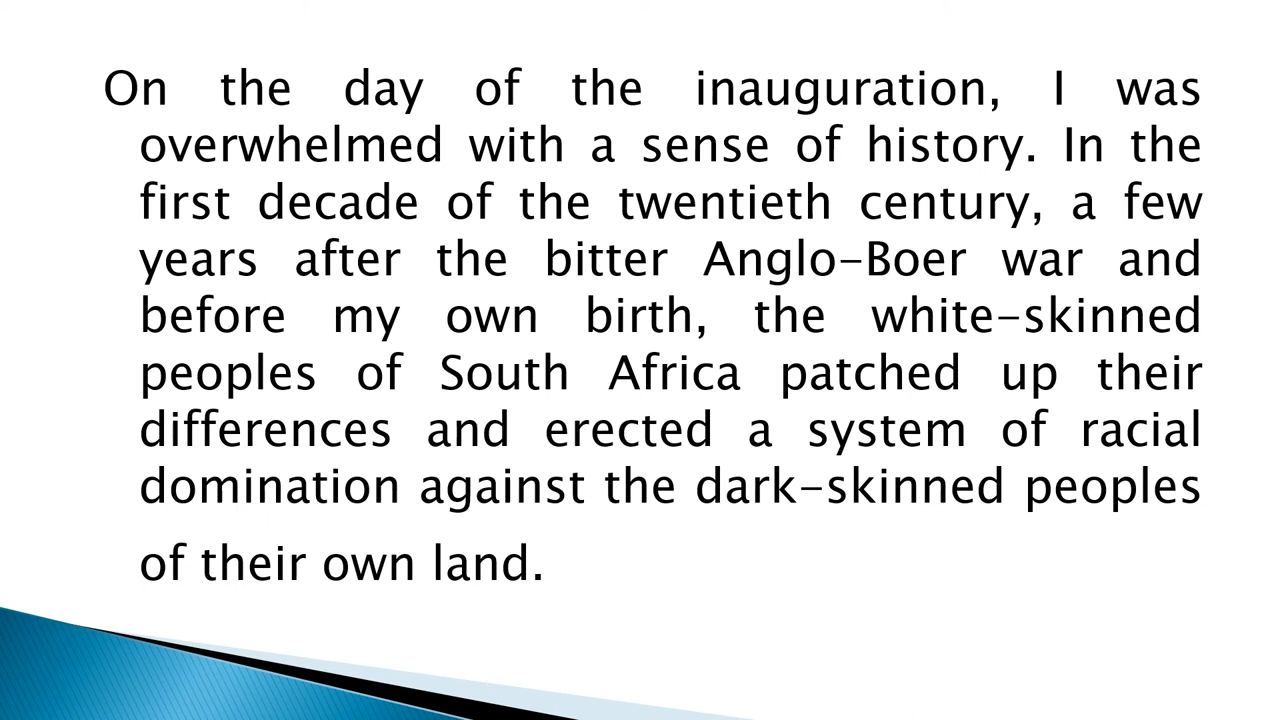 On the day of the inauguration, I was
overwhelmed with a sense of history. In the
first decade of the twentieth century, a few
years after the bitter Anglo-Boer war and
before my own birth, the white-skinned
peoples of South Africa patched up their
differences and erected a system of racial
domination against the dark-skinned peoples
of their own land.